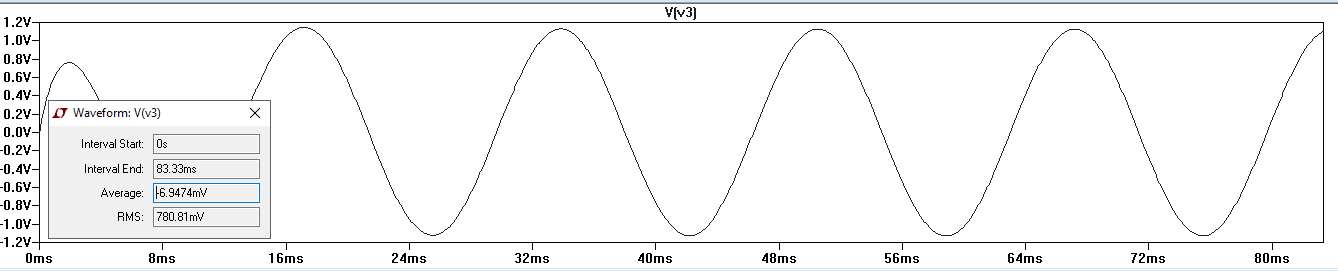 V(v3)
1.2V
1.0V
0.8V
0.6V
0.4V
0.2V
0.0V
-0.2V
-0.4V
-0.6V
-0.8V
-1.0V
-1.2V
Waveform: V(v3)
Interval Start: 0s
Interval End: 83.33ms
Average: -6.9474mV
RMS: 780.81mV
0ms 8ms 16ms 24ms 32ms 40ms 48ms 56ms 64ms 72ms 80ms